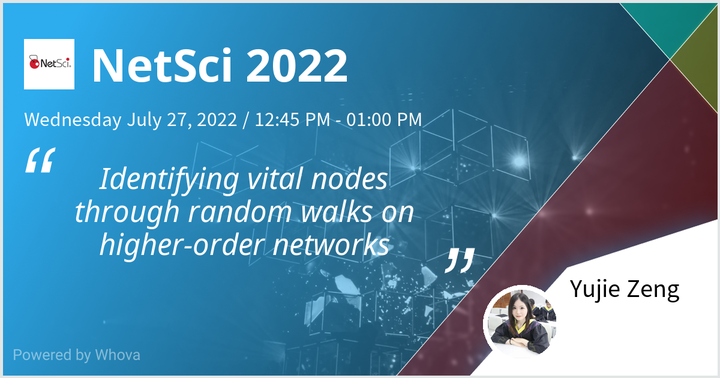 NetSci.
NetSci 2022
Wednesday July 27, 2022 / 12:45 PM - 01:00 PM
“
Identifying vital nodes
through random walks on
higher-order networks
”
Yujie Zeng
Powered by Whova